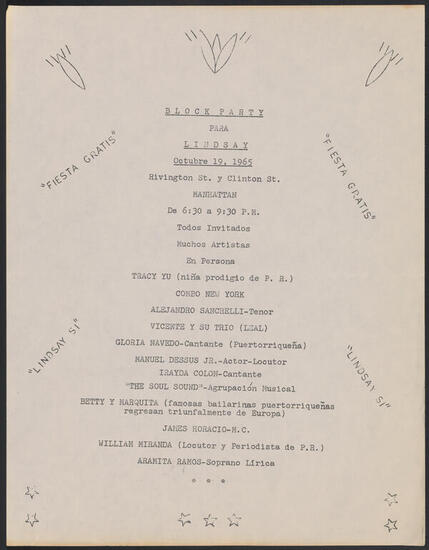 BLOCK PARTY
PARA
LINDSAY
Octubre 19, 1965
"FIESTA GRATIS"
"FIESTA GRATIS"
Rivington St. y Clinton St.
MANHATTAN
De 6:30 a 9:30 P.M.
Todos Invitados
Muchos Artistas
En Persona
TRACY YU (niña prodigio de P. R.)
COMBO NEW YORK
ALEJANDRO SANCHELLI-Tenor
VICENTE Y SU TRIO (LEAL)
GLORIA NAVEDO-Cantante (Puertorriqueña)
"LINDSAY SI"
"LINDSAY SI"
MANUEL DESSUS JR.-Actor-Locutor
IRAYDA COLON-Cantante
"THE SOUL SOUND"-Agrupación Musical
BETTY Y MARQUITA (famosas bailarinas puertorriqueñas
regresan triunfalmente de Europa)
JAMES HORACIO-M.C.
WILLIAM MIRANDA (Locutor y Periodista de P.R.)
ARAMITA RAMOS-Soprano Lírica
* * *